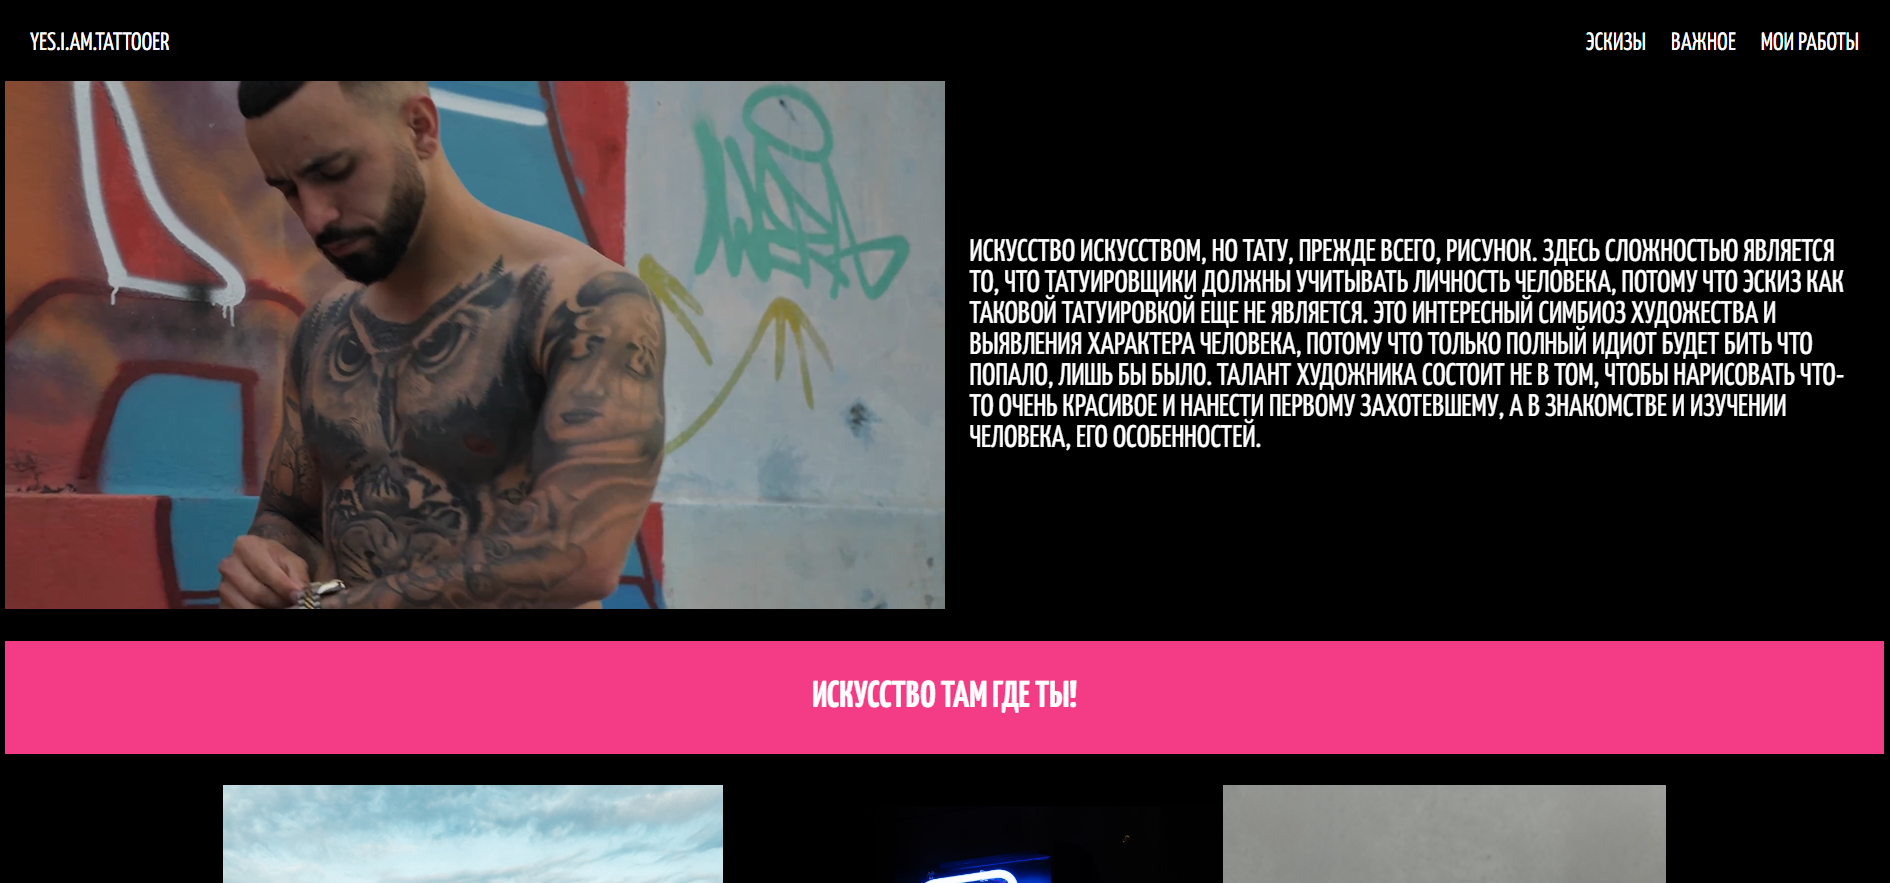 YES.I.AM.TATTOOER
ЭСКИЗЫ ВАЖНОЕ МОИ РАБОТЫ
ИСКУССТВО ИСКУССТВОМ, НО ТАТУ, ПРЕЖДЕ ВСЕГО, РИСУНОК. ЗДЕСЬ СЛОЖНОСТЬЮ ЯВЛЯЕТСЯ
ТО, ЧТО ТАТУИРОВЩИКИ ДОЛЖНЫ УЧИТЫВАТЬ ЛИЧНОСТЬ ЧЕЛОВЕКА, ПОТОМУ ЧТО ЭСКИЗ КАК
ТАКОВОЙ ТАТУИРОВКОЙ ЕЩЕ НЕ ЯВЛЯЕТСЯ. ЭТО ИНТЕРЕСНЫЙ СИМБИОЗ ХУДОЖЕСТВА И
ВЫЯВЛЕНИЯ ХАРАКТЕРА ЧЕЛОВЕКА, ПОТОМУ ЧТО ТОЛЬКО ПОЛНЫЙ ИДИОТ БУДЕТ БИТЬ ЧТО
ПОПАЛО, ЛИШЬ БЫ БЫЛО. ТАЛАНТ ХУДОЖНИКА СОСТОИТ НЕ В ТОМ, ЧТОБЫ НАРИСОВАТЬ ЧТО-
ТО ОЧЕНЬ КРАСИВОЕ И НАНЕСТИ ПЕРВОМУ ЗАХОТЕВШЕМУ, А В ЗНАКОМСТВЕ И ИЗУЧЕНИИ
ЧЕЛОВЕКА, ЕГО ОСОБЕННОСТЕЙ.
ИСКУССТВО ТАМ ГДЕ ТЫ!